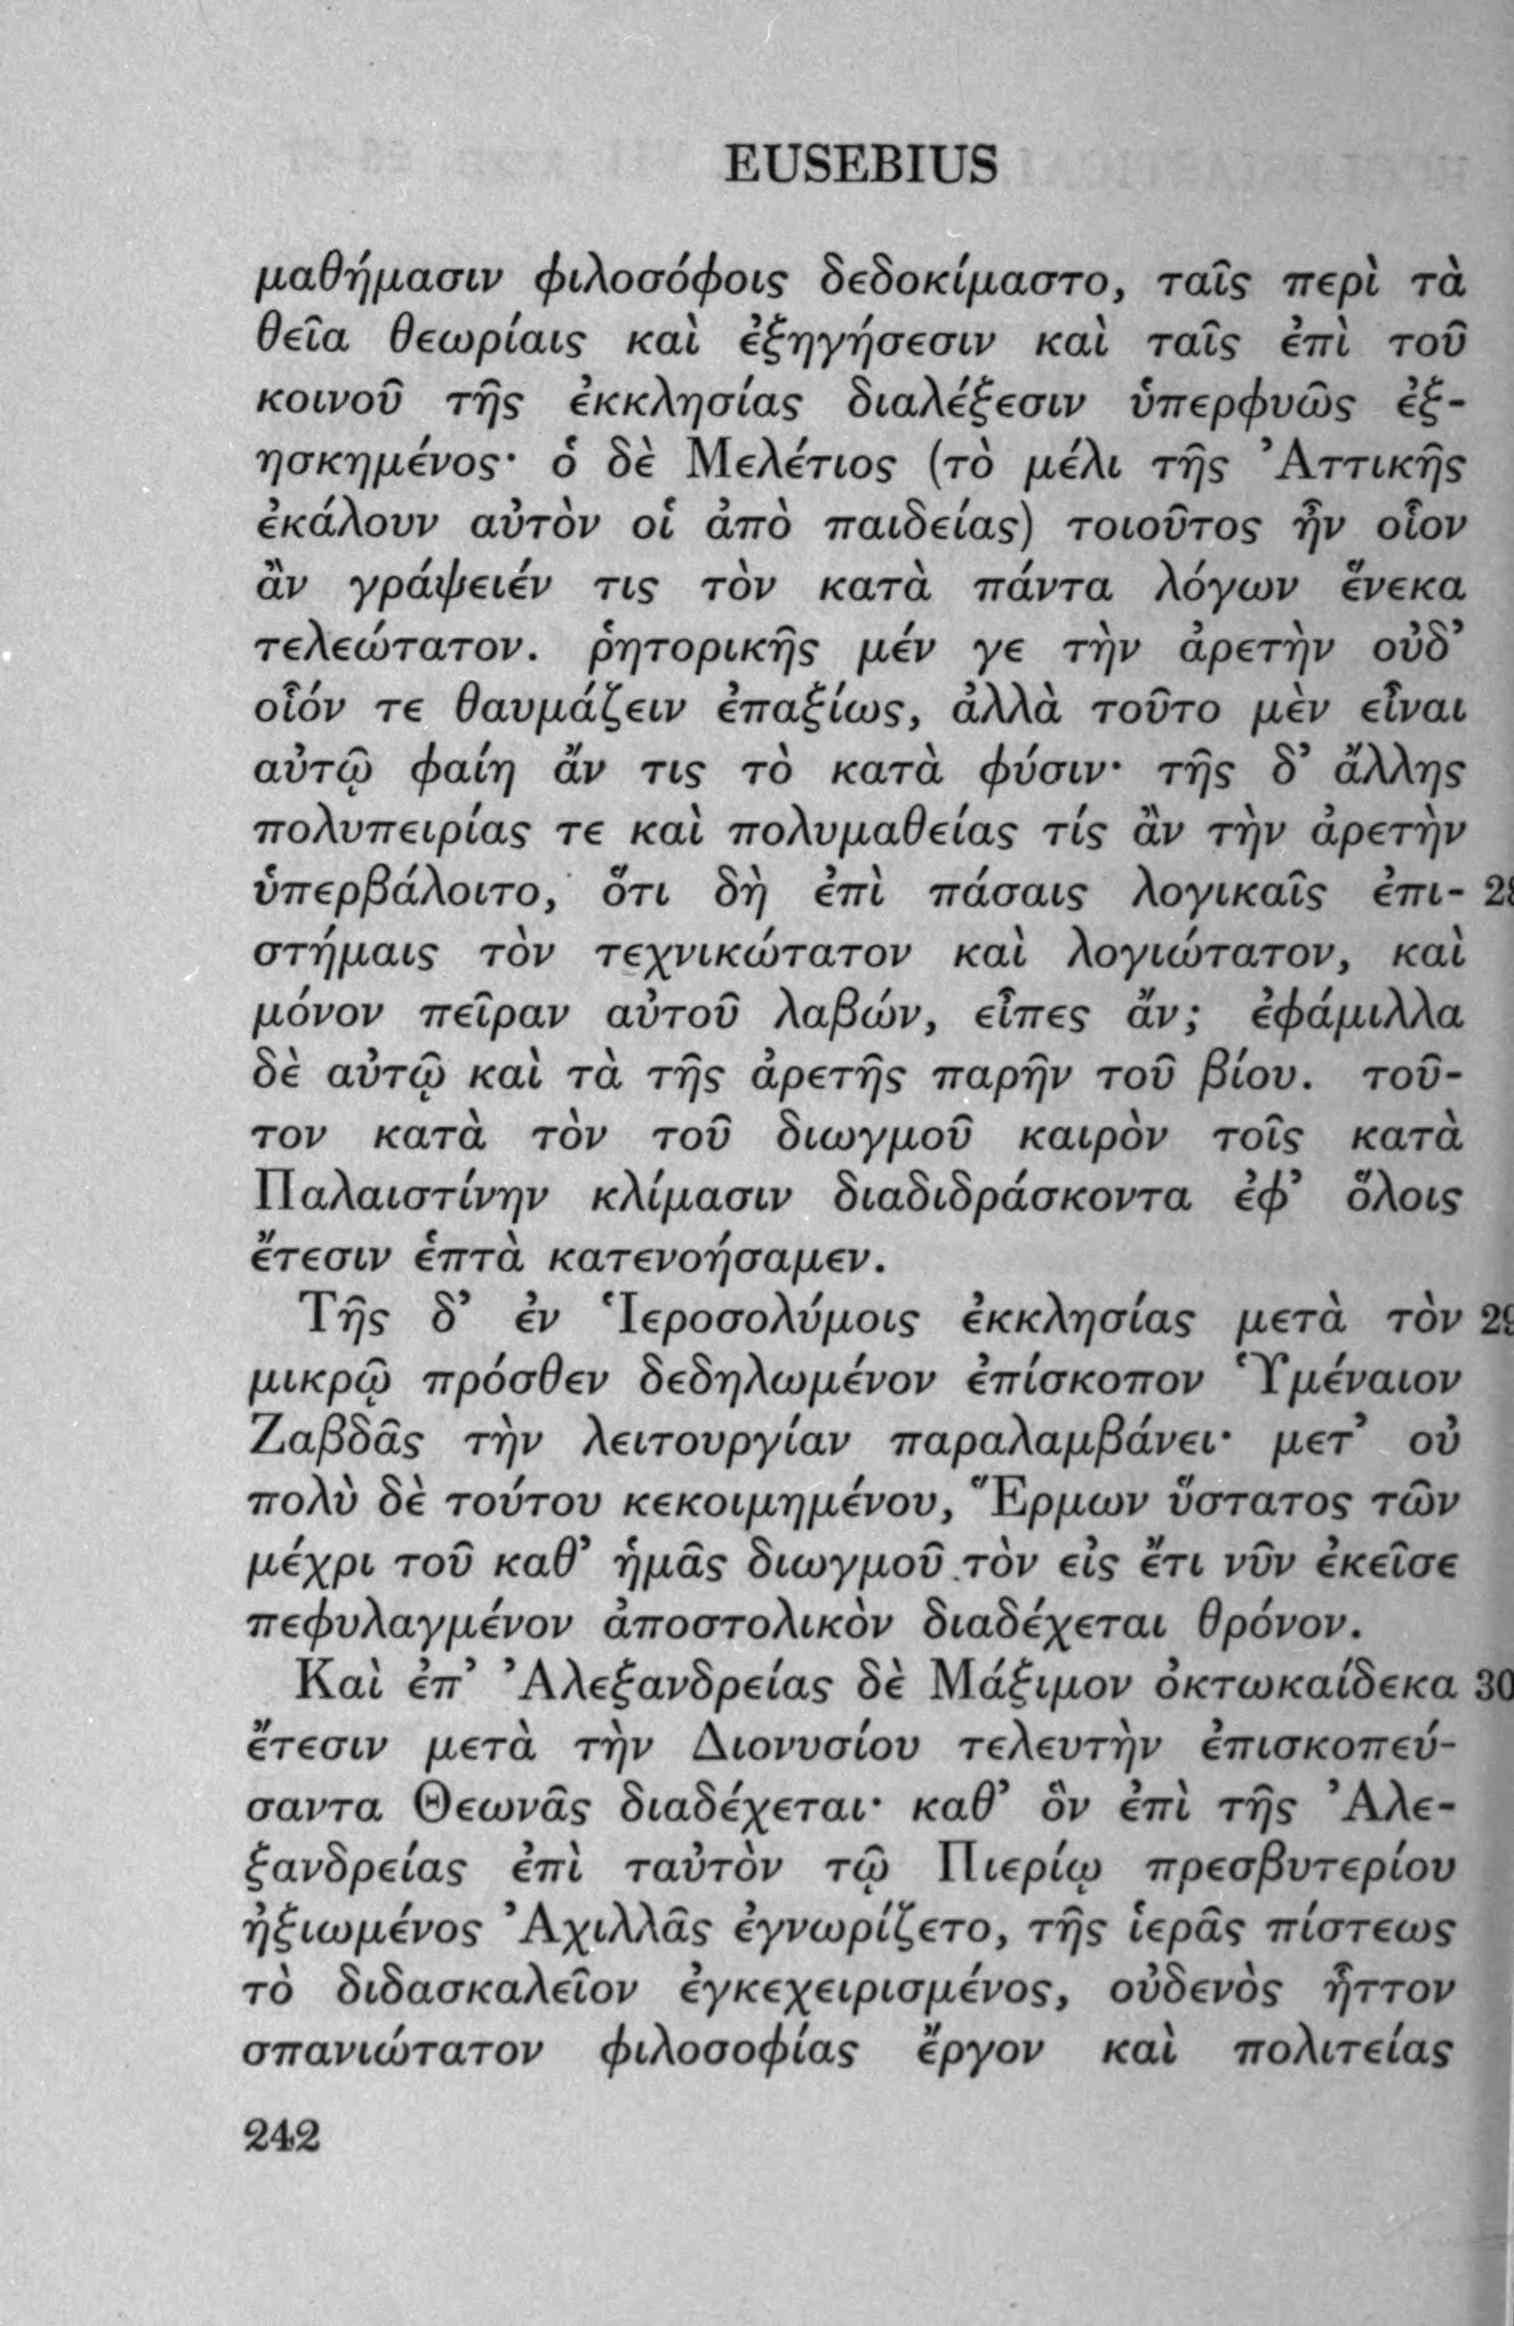 EUSEBIUS
μαθήμασιν φιλοσόφοις δεδοκίμαστο, ταῖς περὶ τὰ
θεῖα θεωρίαις καὶ ἐξηγήσεσιν καὶ ταῖς ἐπὶ τοῦ
κοινοῦ τῆς ἐκκλησίας διαλέξεσιν ὑπερφυῶς ἐξ-
ησκημένος· ὁ δὲ Μελέτιος (τὸ μέλι τῆς Ἀττικῆς
ἐκάλουν αὐτὸν οἱ ἀπὸ παιδείας) τοιοῦτος ἦν οἷον
ἂν γράψειέν τις τὸν κατὰ πάντα λόγων ἕνεκα
τελεώτατον. ῥητορικῆς μέν γε τὴν ἀρετὴν οὐδ’
οἷόν τε θαυμάζειν ἐπαξίως, ἀλλὰ τοῦτο μὲν εἶναι
αὐτῷ φαίη ἄν τις τὸ κατὰ φύσιν· τῆς δ’ ἄλλης
πολυπειρίας τε καὶ πολυμαθείας τίς ἂν τὴν ἀρετὴν
ὑπερβάλοιτο, ὅτι δὴ ἐπὶ πάσαις λογικαῖς ἐπι- 28
στήμαις τὸν τεχνικώτατον καὶ λογιώτατον, καὶ
μόνον πεῖραν αὐτοῦ λαβών, εἶπες ἄν; ἐφάμιλλα
δὲ αὐτῷ καὶ τὰ τῆς ἀρετῆς παρῆν τοῦ βίου. τοῦ-
τον κατὰ τὸν τοῦ διωγμοῦ καιρὸν τοῖς κατὰ
Παλαιστίνην κλίμασιν διαδιδράσκοντα ἐφ’ ὅλοις
ἔτεσιν ἑπτὰ κατενοήσαμεν.
Τῆς δ’ ἐν Ἱεροσολύμοις ἐκκλησίας μετὰ τὸν 29
μικρῷ πρόσθεν δεδηλωμένον ἐπίσκοπον Ὑμέναιον
Ζαβδᾶς τὴν λειτουργίαν παραλαμβάνει· μετ’ οὐ
πολὺ δὲ τούτου κεκοιμημένου, Ἕρμων ὕστατος τῶν
μέχρι τοῦ καθ’ ἡμᾶς διωγμοῦ τὸν εἰς ἔτι νῦν ἐκεῖσε
πεφυλαγμένον ἀποστολικὸν διαδέχεται θρόνον.
Καὶ ἐπ’ Ἀλεξανδρείας δὲ Μάξιμον ὀκτωκαίδεκα 30
ἔτεσιν μετὰ τὴν Διονυσίου τελευτὴν ἐπισκοπεύ-
σαντα Θεωνᾶς διαδέχεται· καθ’ ὃν ἐπὶ τῆς Ἀλε-
ξανδρείας ἐπὶ ταὐτὸν τῷ Πιερίῳ πρεσβυτερίου
ἠξιωμένος Ἀχιλλᾶς ἐγνωρίζετο, τῆς ἱερᾶς πίστεως
τὸ διδασκαλεῖον ἐγκεχειρισμένος, οὐδενὸς ἧττον
σπανιώτατον φιλοσοφίας ἔργον καὶ πολιτείας
242